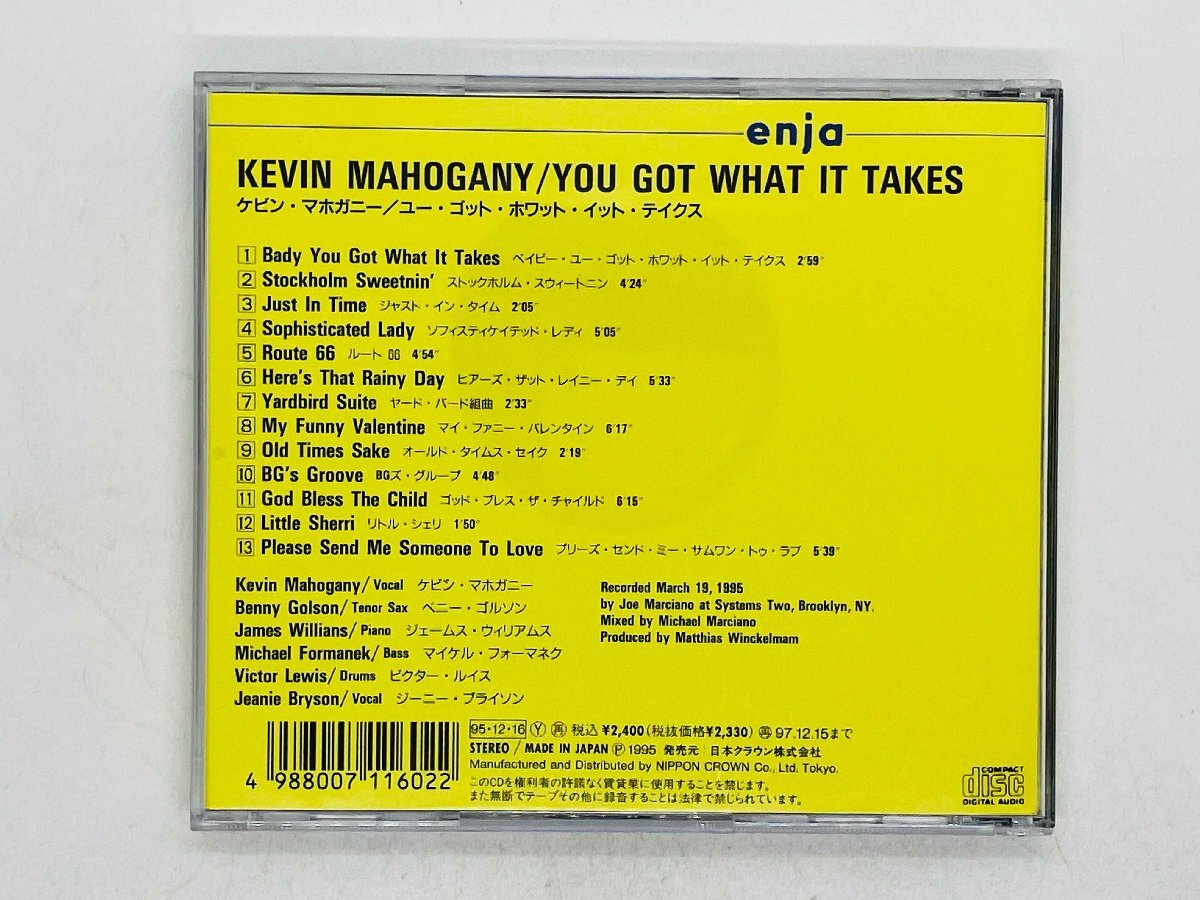 enja
KEVIN MAHOGANY/YOU GOT WHAT IT TAKES
ケビン・マホガニー/ユー・ゴット・ホワット・イット・テイクス
1 Bady You Got What It Takes ベイビー・ユー・ゴット・ホワット・イット・テイクス 2'59"
2 Stockholm Sweetnin' ストックホルム・スウィートニン 4'24"
3 Just In Time ジャスト・イン・タイム 2'05"
4 Sophisticated Lady ソフィスティケイテッド・レディ 5'05"
5 Route 66 ルート 66 4'54"
6 Here's That Rainy Day ヒアーズ・ザット・レイニー・デイ 5'33"
7 Yardbird Suite ヤード・バード組曲 2'33"
8 My Funny Valentine マイ・ファニー・バレンタイン 6'17"
9 Old Times Sake オールド・タイムス・セイク 2'19"
10 BG's Groove BGズ・グルーブ 4'48"
11 God Bless The Child ゴッド・ブレス・ザ・チャイルド 6'15"
12 Little Sherri リトル・シェリ 1'50"
13 Please Send Me Someone To Love プリーズ・センド・ミー・サムワン・トゥ・ラブ 5'39"
Kevin Mahogany/Vocal ケビン・マホガニー
Benny Golson/Tenor Sax ベニー・ゴルソン
James Willians/Piano ジェームス・ウィリアムス
Michael Formanek/Bass マイケル・フォーマネク
Victor Lewis/Drums ビクター・ルイス
Jeanie Bryson/Vocal ジーニー・ブライソン
Recorded March 19, 1995
by Joe Marciano at Systems Two, Brooklyn, NY.
Mixed by Michael Marciano
Produced by Matthias Winckelmam
4 988007 116022
95・12・16 Ⓨ ㊢ 税込¥2,400(税抜価格¥2,330) ㊢97.12.15まで
STEREO / MADE IN JAPAN Ⓟ1995 発売元:日本クラウン株式会社
Manufactured and Distributed by NIPPON CROWN Co., Ltd. Tokyo.
このCDを権利者の許諾なく賃貸業に使用することを禁じます。
また無断でテープその他に録音することは法律で禁じられています。
COMPACT
disc
DIGITAL AUDIO